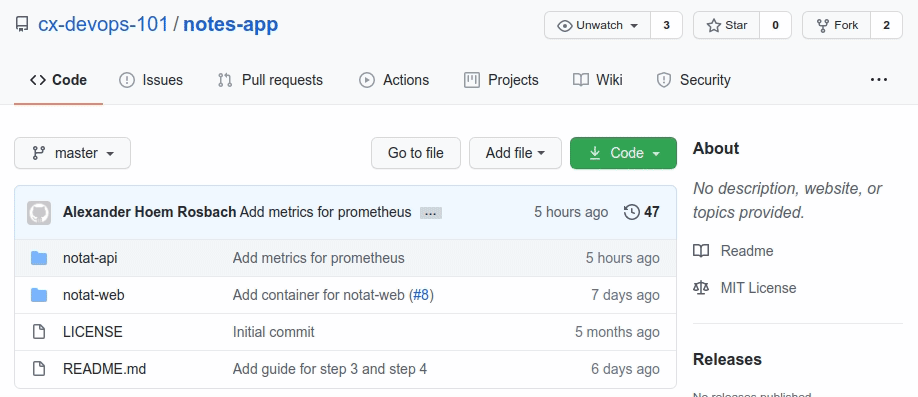 cx-devops-101 / notes-app
Unwatch 3 Star 0 Fork 2
Code Issues Pull requests Actions Projects Wiki Security ...
master Go to file Add file Code
Alexander Hoem Rosbach Add metrics for prometheus ... 5 hours ago 47
notat-api Add metrics for prometheus 5 hours ago
notat-web Add container for notat-web (#8) 7 days ago
LICENSE Initial commit 5 months ago
README.md Add guide for step 3 and step 4 6 days ago
About
No description, website, or
topics provided.
Readme
MIT License
Releases
No releases published